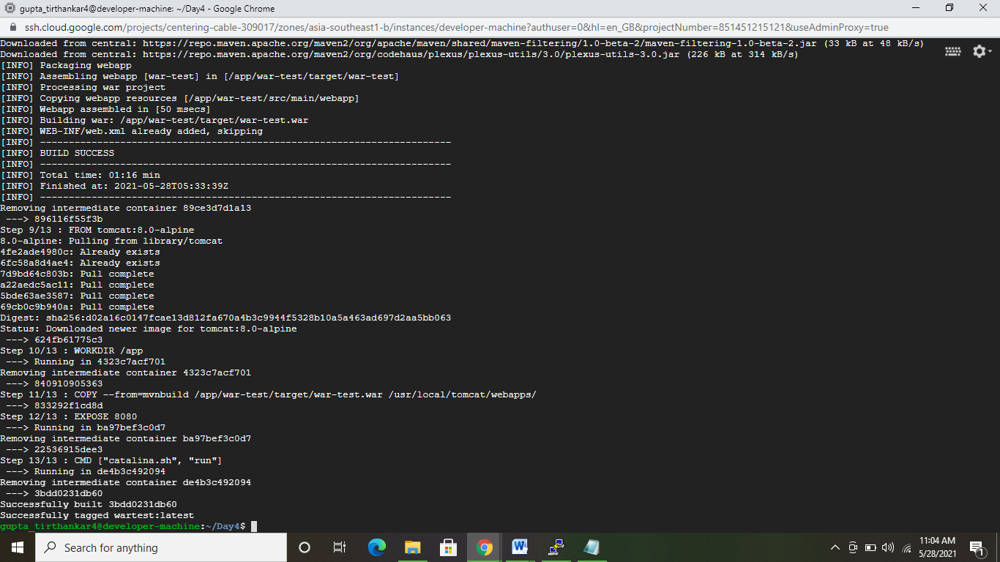 gupta_tirthankar4@developer-machine: ~/Day4 - Google Chrome
ssh.cloud.google.com/projects/centering-cable-309017/zones/asia-southeast1-b/instances/developer-machine?authuser=0&hl=en_GB&projectNumber=851451215121&useAdminProxy=true
Downloaded from central: https://repo.maven.apache.org/maven2/org/apache/maven/shared/maven-filtering/1.0-beta-2/maven-filtering-1.0-beta-2.jar (33 kB at 48 kB/s)
Downloaded from central: https://repo.maven.apache.org/maven2/org/codehaus/plexus/plexus-utils/3.0/plexus-utils-3.0.jar (226 kB at 314 kB/s)
[INFO] Packaging webapp
[INFO] Assembling webapp [war-test] in [/app/war-test/target/war-test]
[INFO] Processing war project
[INFO] Copying webapp resources [/app/war-test/src/main/webapp]
[INFO] Webapp assembled in [50 msecs]
[INFO] Building war: /app/war-test/target/war-test.war
[INFO] WEB-INF/web.xml already added, skipping
[INFO] ------------------------------------------------------------------------
[INFO] BUILD SUCCESS
[INFO] ------------------------------------------------------------------------
[INFO] Total time: 01:16 min
[INFO] Finished at: 2021-05-28T05:33:39Z
[INFO] ------------------------------------------------------------------------
Removing intermediate container 89ce3d7d1a13
 ---> 896116f55f3b
Step 9/13 : FROM tomcat:8.0-alpine
8.0-alpine: Pulling from library/tomcat
4fe2ade4980c: Already exists
6fc58a8d4ae4: Already exists
7d9bd64c803b: Pull complete
a22aedc5ac11: Pull complete
5bde63ae3587: Pull complete
69cb0c9b940a: Pull complete
Digest: sha256:d02a16c0147fcae13d812fa670a4b3c9944f5328b10a5a463ad697d2aa5bb063
Status: Downloaded newer image for tomcat:8.0-alpine
 ---> 624fb61775c3
Step 10/13 : WORKDIR /app
 ---> Running in 4323c7acf701
Removing intermediate container 4323c7acf701
 ---> 840910905363
Step 11/13 : COPY --from=mvnbuild /app/war-test/target/war-test.war /usr/local/tomcat/webapps/
 ---> 833292f1cd8d
Step 12/13 : EXPOSE 8080
 ---> Running in ba97bef3c0d7
Removing intermediate container ba97bef3c0d7
 ---> 22536915dee3
Step 13/13 : CMD ["catalina.sh", "run"]
 ---> Running in de4b3c492094
Removing intermediate container de4b3c492094
 ---> 3bdd0231db60
Successfully built 3bdd0231db60
Successfully tagged wartest:latest
gupta_tirthankar4@developer-machine:~/Day4$
Search for anything
11:04 AM
5/28/2021
1